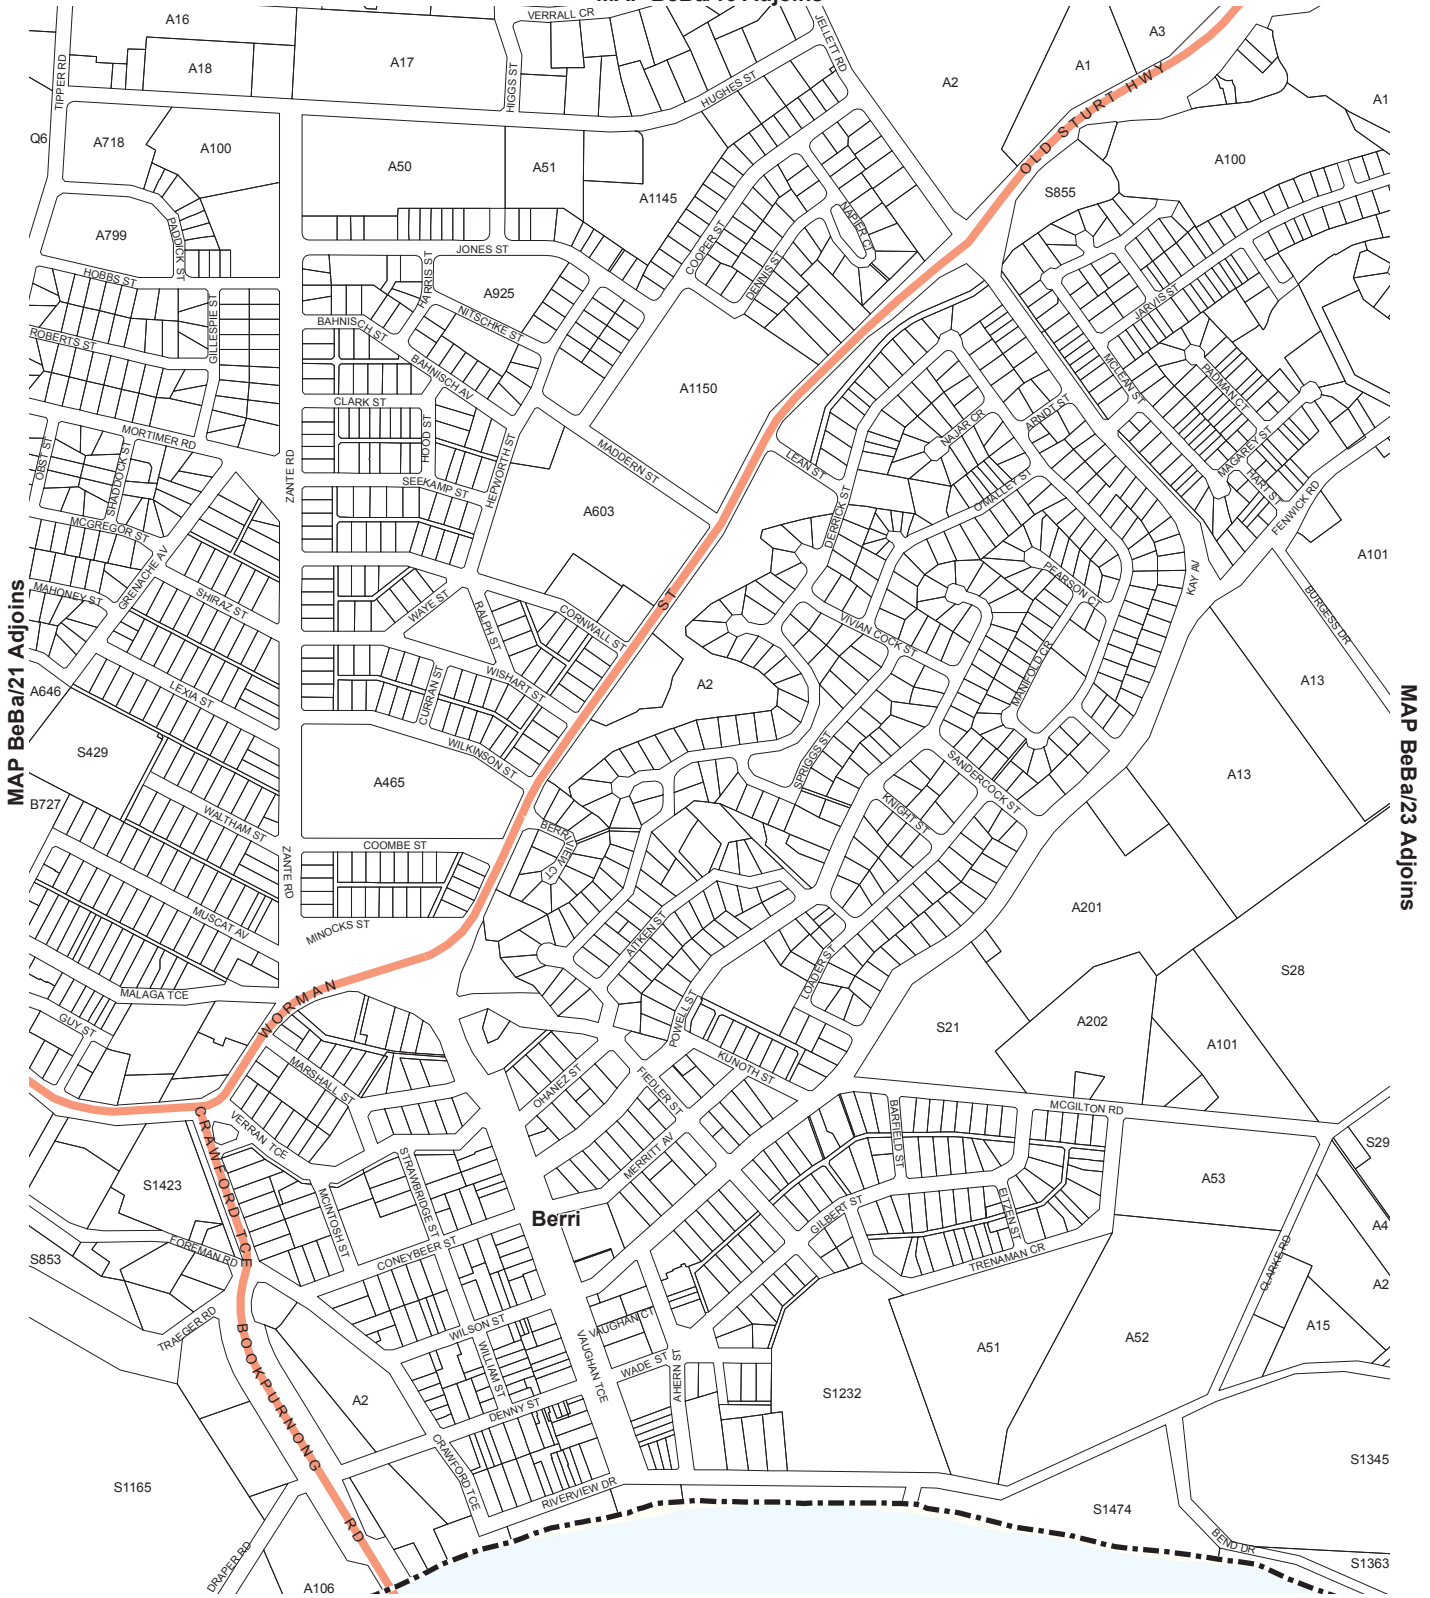 VERRALL CR
A16
A17
A18
TIPPER RD
HIGGS ST
JELLETT RD
HUGHES ST
A2
A1
A3
OLD STURT HWY
A1
Q6
A718
A100
A50
A51
A1145
A100
S855
A799
PADDICK ST
JONES ST
HARRIS ST
COOPER ST
NAPIER CT
DENNIS ST
HOBBS ST
A925
GILLESPIE ST
NITSCHKE ST
JARVIS ST
BAHNISCH ST
ROBERTS ST
BAHNISCH AV
MCLEAN ST
PADMAN CT
A1150
CLARK ST
HOOD ST
NAJAR CR
ARNDT ST
MORTIMER RD
OBST ST
SHADDOCK ST
ZANTE RD
HEPWORTH ST
MADDERN ST
LEAN ST
MAGAREY ST
HART ST
SEEKAMP ST
O'MALLEY ST
FENWICK RD
MCGREGOR ST
A603
DERRICK ST
A101
GRENACHE AV
MAHONEY ST
SHIRAZ ST
WAYE ST
RALPH ST
CORNWALL ST
ST
PEARSON CT
KAY AV
BURGESS DR
VIVIAN COCK ST
WISHART ST
CURRAN ST
MANIFOLD CR
A646
LEXIA ST
A2
A13
MAP BeBa/21 Adjoins
MAP BeBa/23 Adjoins
S429
WILKINSON ST
A465
SPRIGGS ST
SANDERCOCK ST
A13
B727
WALTHAM ST
KNIGHT ST
COOMBE ST
BERRIVIEW CT
ZANTE RD
MUSCAT AV
MINOCKS ST
AITKEN ST
A201
LOADER ST
S28
MALAGA TCE
WORMAN
GUY ST
POWELL ST
S21
A202
A101
MARSHALL ST
KUNOTH ST
OHANEZ ST
FIEDLER ST
VERRAN TCE
BARFIELD ST
MCGILTON RD
S29
CRAWFORD TCE
S1423
STRAWBRIDGE ST
MERRITT AV
A53
MCINTOSH ST
EITZEN ST
Berri
GILBERT ST
A4
FOREMAN RD
S853
CONEYBEER ST
TRENAMAN CR
CLARKE RD
A2
TRAEGER RD
WILSON ST
VAUGHAN CT
A52
A15
BOOKPURNONG RD
WILLIAM ST
VAUGHAN TCE
WADE ST
AHERN ST
A51
A2
S1232
DENNY ST
CRAWFORD TCE
S1165
S1345
RIVERVIEW DR
S1474
BEND DR
DRAPER RD
S1363
A106